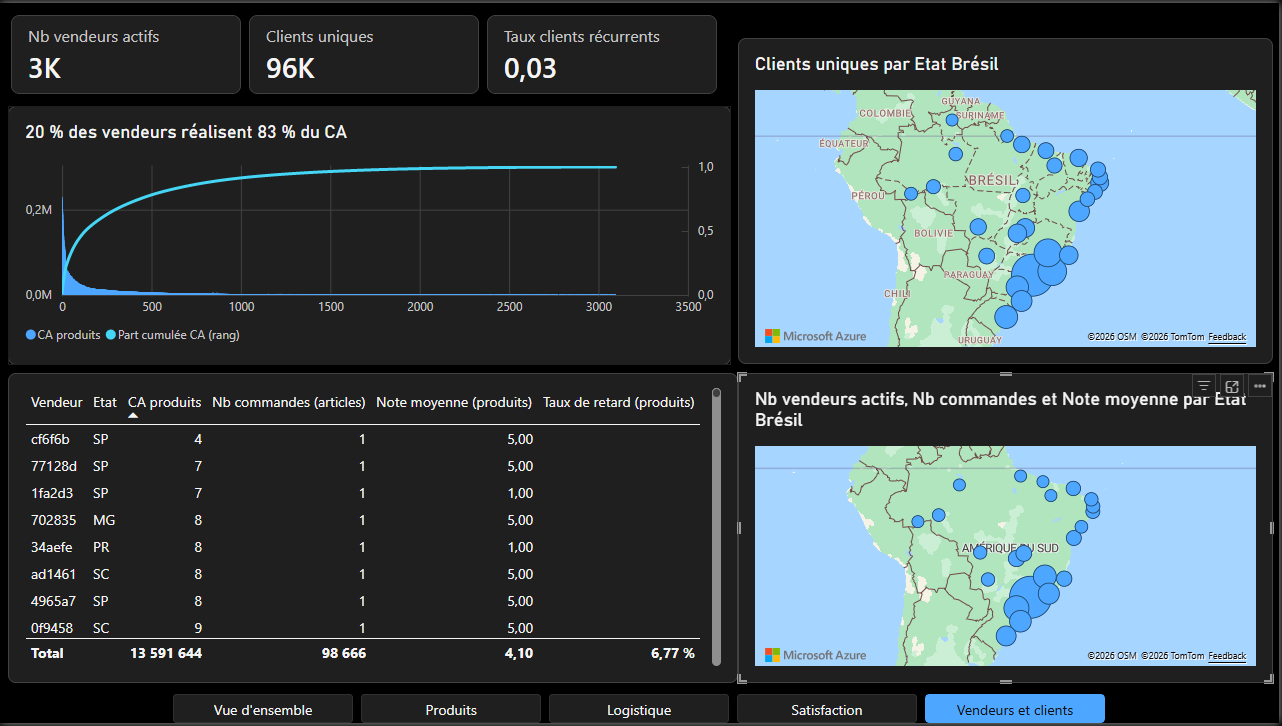 Nb vendeurs actifs
3K
Clients uniques
96K
Taux clients récurrents
0,03
20 % des vendeurs réalisent 83 % du CA
0,2M
0,0M
1,0
0,5
0,0
0 500 1000 1500 2000 2500 3000 3500
CA produits Part cumulée CA (rang)
Clients uniques par Etat Brésil
GUYANA
COLOMBIE
SURINAME
ÉQUATEUR
BRÉSIL
PÉROU
BOLIVIE
PARAGUAY
CHILI
URUGUAY
Microsoft Azure
©2026 OSM ©2026 TomTom Feedback
Vendeur Etat CA produits Nb commandes (articles) Note moyenne (produits) Taux de retard (produits)
cf6f6b SP 4 1 5,00
77128d SP 7 1 5,00
1fa2d3 SP 7 1 1,00
702835 MG 8 1 5,00
34aefe PR 8 1 1,00
ad1461 SC 8 1 5,00
4965a7 SP 8 1 5,00
0f9458 SC 9 1 5,00
Total 13 591 644 98 666 4,10 6,77 %
Nb vendeurs actifs, Nb commandes et Note moyenne par Etat
Brésil
AMÉRIQUE DU SUD
Microsoft Azure
©2026 OSM ©2026 TomTom Feedback
Vue d'ensemble
Produits
Logistique
Satisfaction
Vendeurs et clients